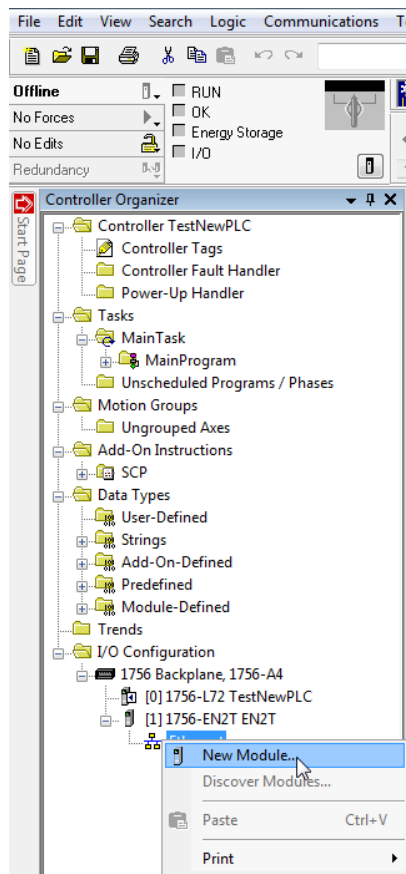 File Edit View Search Logic Communications
Offline
RUN
No Forces
OK
No Edits
Energy Storage
Redundancy
I/O
Start Page
Controller Organizer
Controller TestNewPLC
Controller Tags
Controller Fault Handler
Power-Up Handler
Tasks
MainTask
MainProgram
Unscheduled Programs / Phases
Motion Groups
Ungrouped Axes
Add-On Instructions
SCP
Data Types
User-Defined
Strings
Add-On-Defined
Predefined
Module-Defined
Trends
I/O Configuration
1756 Backplane, 1756-A4
[0] 1756-L72 TestNewPLC
[1] 1756-EN2T EN2T
New Module...
Discover Modules...
Paste Ctrl+V
Print